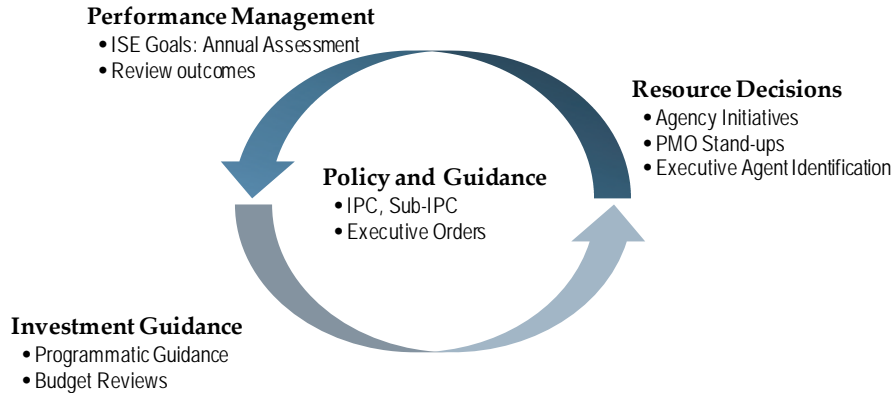 Performance Management
• ISE Goals: Annual Assessment
• Review outcomes
Resource Decisions
• Agency Initiatives
• PMO Stand-ups
• Executive Agent Identification
Policy and Guidance
• IPC, Sub-IPC
• Executive Orders
Investment Guidance
• Programmatic Guidance
• Budget Reviews